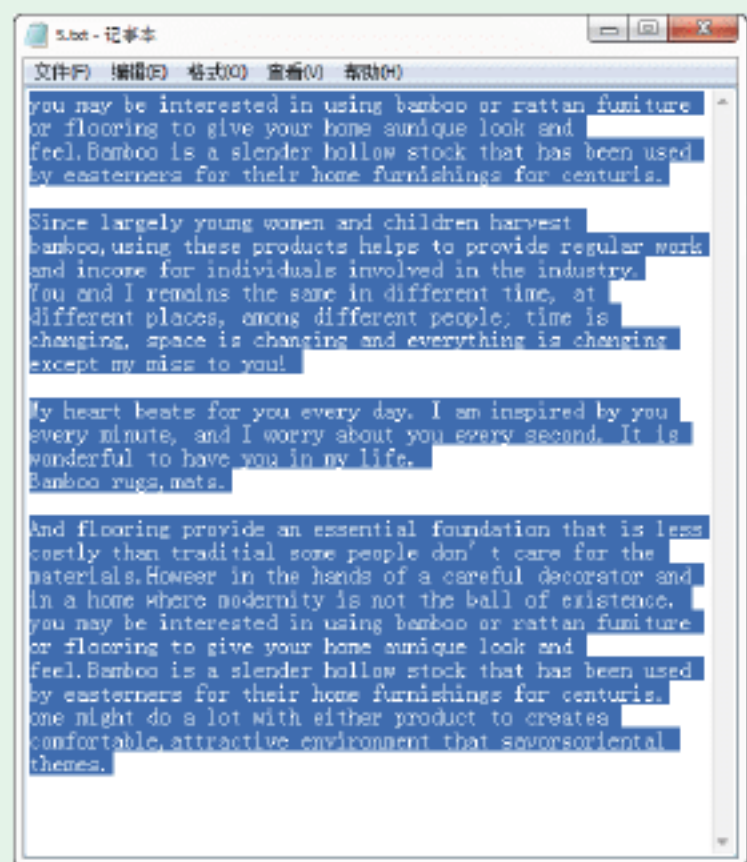 5.txt - 记事本
文件(F) 编辑(E) 格式(O) 查看(V) 帮助(H)
you may be interested in using bamboo or rattan fumiture
or flooring to give your home aunique look and
feel.Bamboo is a slender hollow stock that has been used
by easterners for their home furnishings for centuris.
Since largely young women and children harvest
bamboo,using these products helps to provide regular work
and income for individuals involved in the industry.
You and I remains the same in different time, at
different places, among different people; time is
changing, space is changing and everything is changing
except my miss to you!
My heart beats for you every day. I am inspired by you
every minute, and I worry about you every second. It is
wonderful to have you in my life.
Bamboo rugs,mats.
And flooring provide an essential foundation that is less
costly than traditial some people don't care for the
materials.Howeer in the hands of a careful decorator and
in a home where modernity is not the ball of existence.
you may be interested in using bamboo or rattan fumiture
or flooring to give your home aunique look and
feel.Bamboo is a slender hollow stock that has been used
by easterners for their home furnishings for centuris.
one might do a lot with either product to createa
comfortable,attractive environment that savorsoriental
themes.